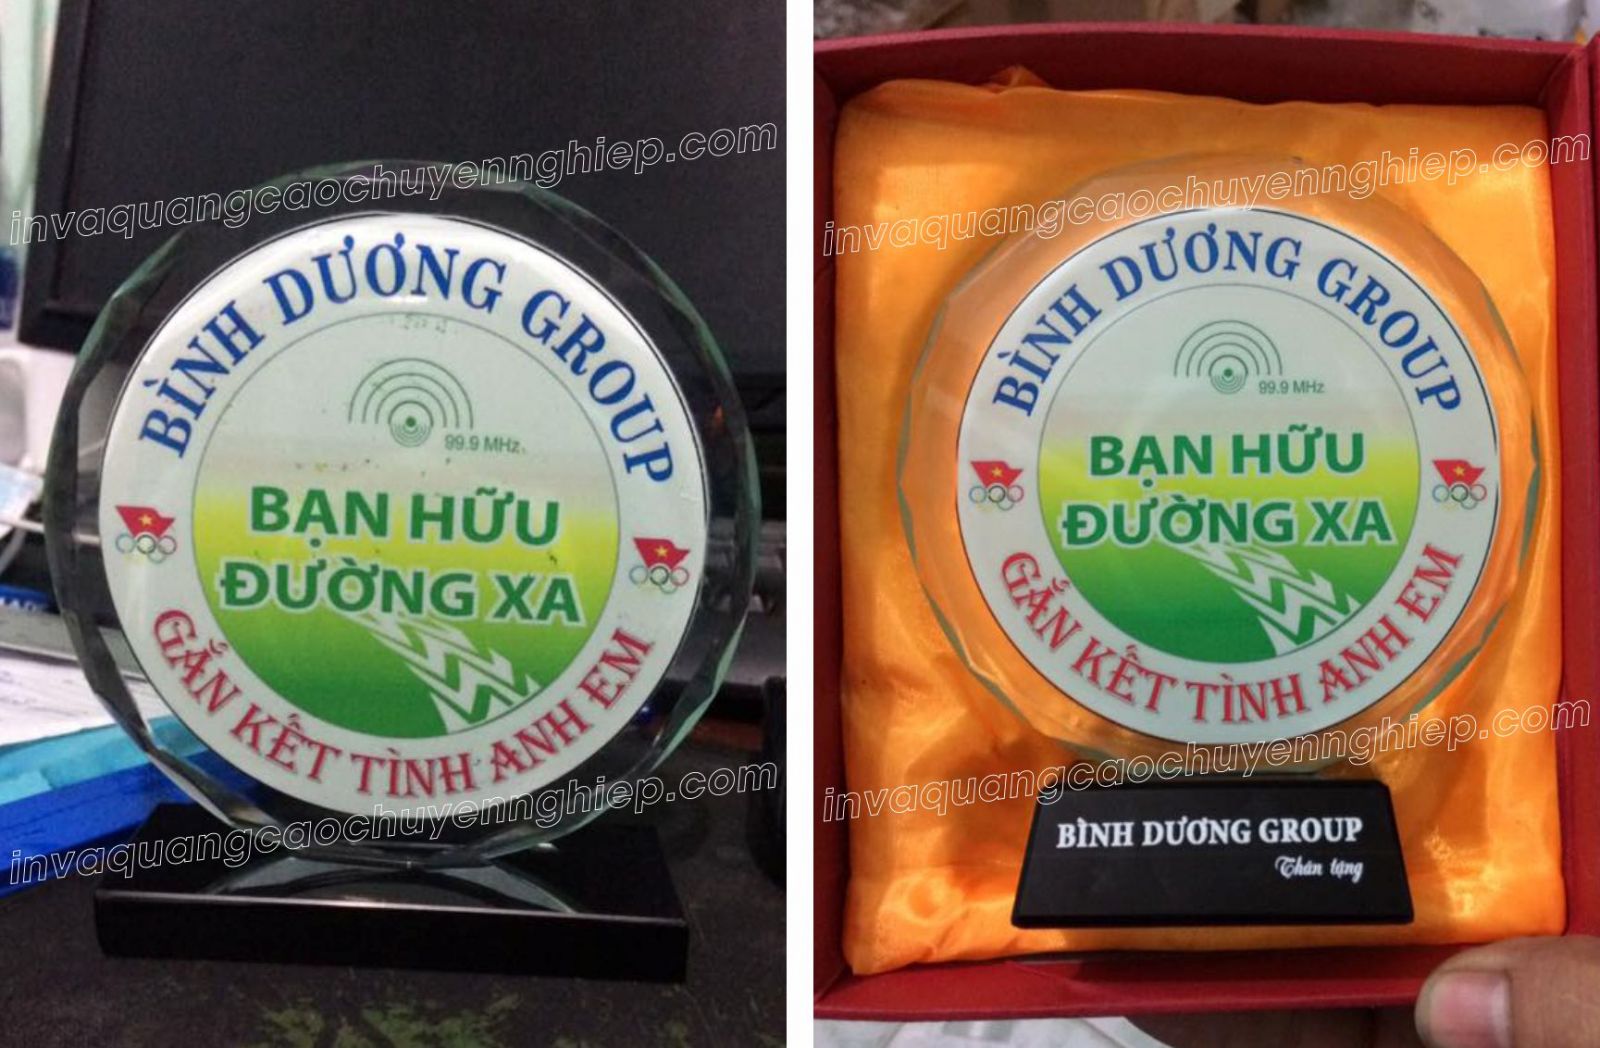 invaquangcaochuyennghiep.com
BÌNH DƯƠNG GROUP
99.9 MHz
BẠN HỮU
ĐƯỜNG XA
GẮN KẾT TÌNH ANH EM
invaquangcaochuyennghiep.com
invaquangcaochuyennghiep.com
BÌNH DƯƠNG GROUP
99.9 MHz
BẠN HỮU
ĐƯỜNG XA
GẮN KẾT TÌNH ANH EM
invaquangcaochuyennghiep.com
BÌNH DƯƠNG GROUP
Thân tặng